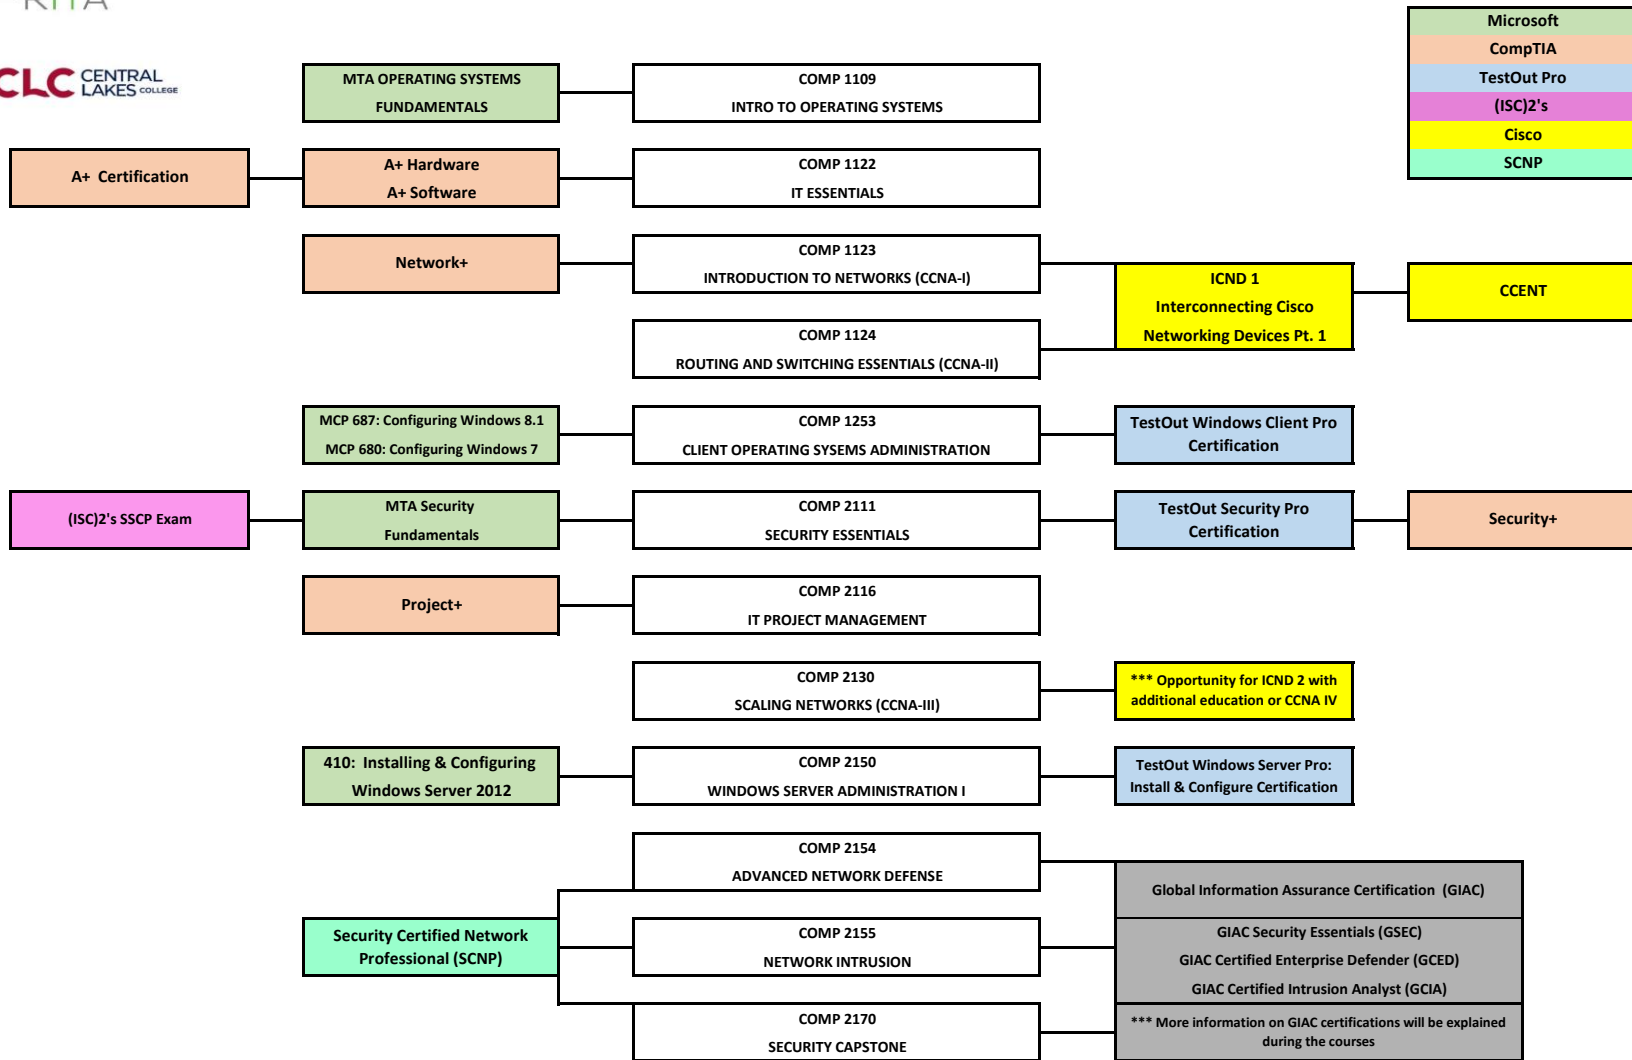 KITA
CLC CENTRAL
LAKES COLLEGE
Microsoft
CompTIA
TestOut Pro
(ISC)2's
Cisco
SCNP
MTA OPERATING SYSTEMS
FUNDAMENTALS
COMP 1109
INTRO TO OPERATING SYSTEMS
A+ Certification
A+ Hardware
A+ Software
COMP 1122
IT ESSENTIALS
Network+
COMP 1123
INTRODUCTION TO NETWORKS (CCNA-I)
ICND 1
Interconnecting Cisco
Networking Devices Pt. 1
CCENT
COMP 1124
ROUTING AND SWITCHING ESSENTIALS (CCNA-II)
MCP 687: Configuring Windows 8.1
MCP 680: Configuring Windows 7
COMP 1253
CLIENT OPERATING SYSEMS ADMINISTRATION
TestOut Windows Client Pro
Certification
(ISC)2's SSCP Exam
MTA Security
Fundamentals
COMP 2111
SECURITY ESSENTIALS
TestOut Security Pro
Certification
Security+
Project+
COMP 2116
IT PROJECT MANAGEMENT
COMP 2130
SCALING NETWORKS (CCNA-III)
*** Opportunity for ICND 2 with
additional education or CCNA IV
410: Installing & Configuring
Windows Server 2012
COMP 2150
WINDOWS SERVER ADMINISTRATION I
TestOut Windows Server Pro:
Install & Configure Certification
COMP 2154
ADVANCED NETWORK DEFENSE
Global Information Assurance Certification (GIAC)
Security Certified Network
Professional (SCNP)
COMP 2155
NETWORK INTRUSION
GIAC Security Essentials (GSEC)
GIAC Certified Enterprise Defender (GCED)
GIAC Certified Intrusion Analyst (GCIA)
COMP 2170
SECURITY CAPSTONE
*** More information on GIAC certifications will be explained
during the courses